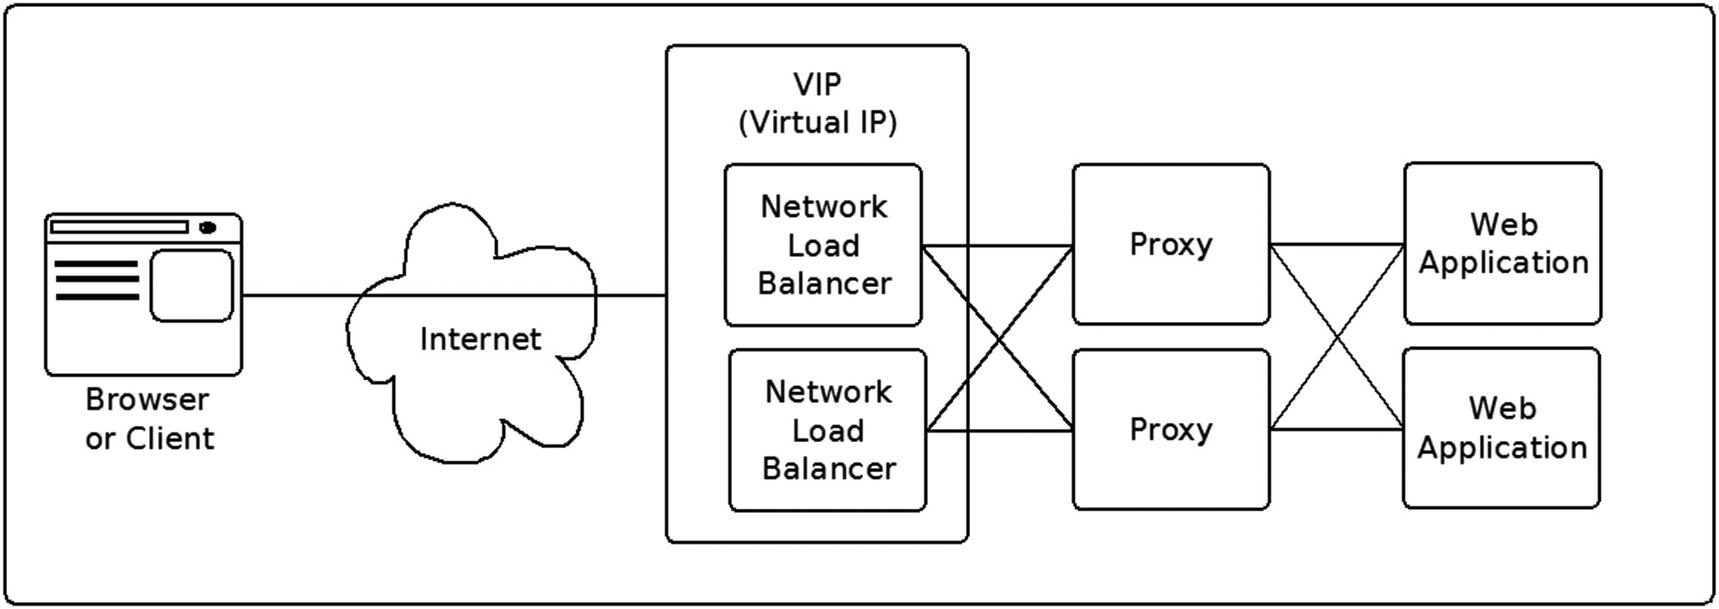 VIP
(Virtual IP)
Network
Load
Balancer
Proxy
Web
Application
Internet
Browser
or Client
Network
Load
Balancer
Proxy
Web
Application